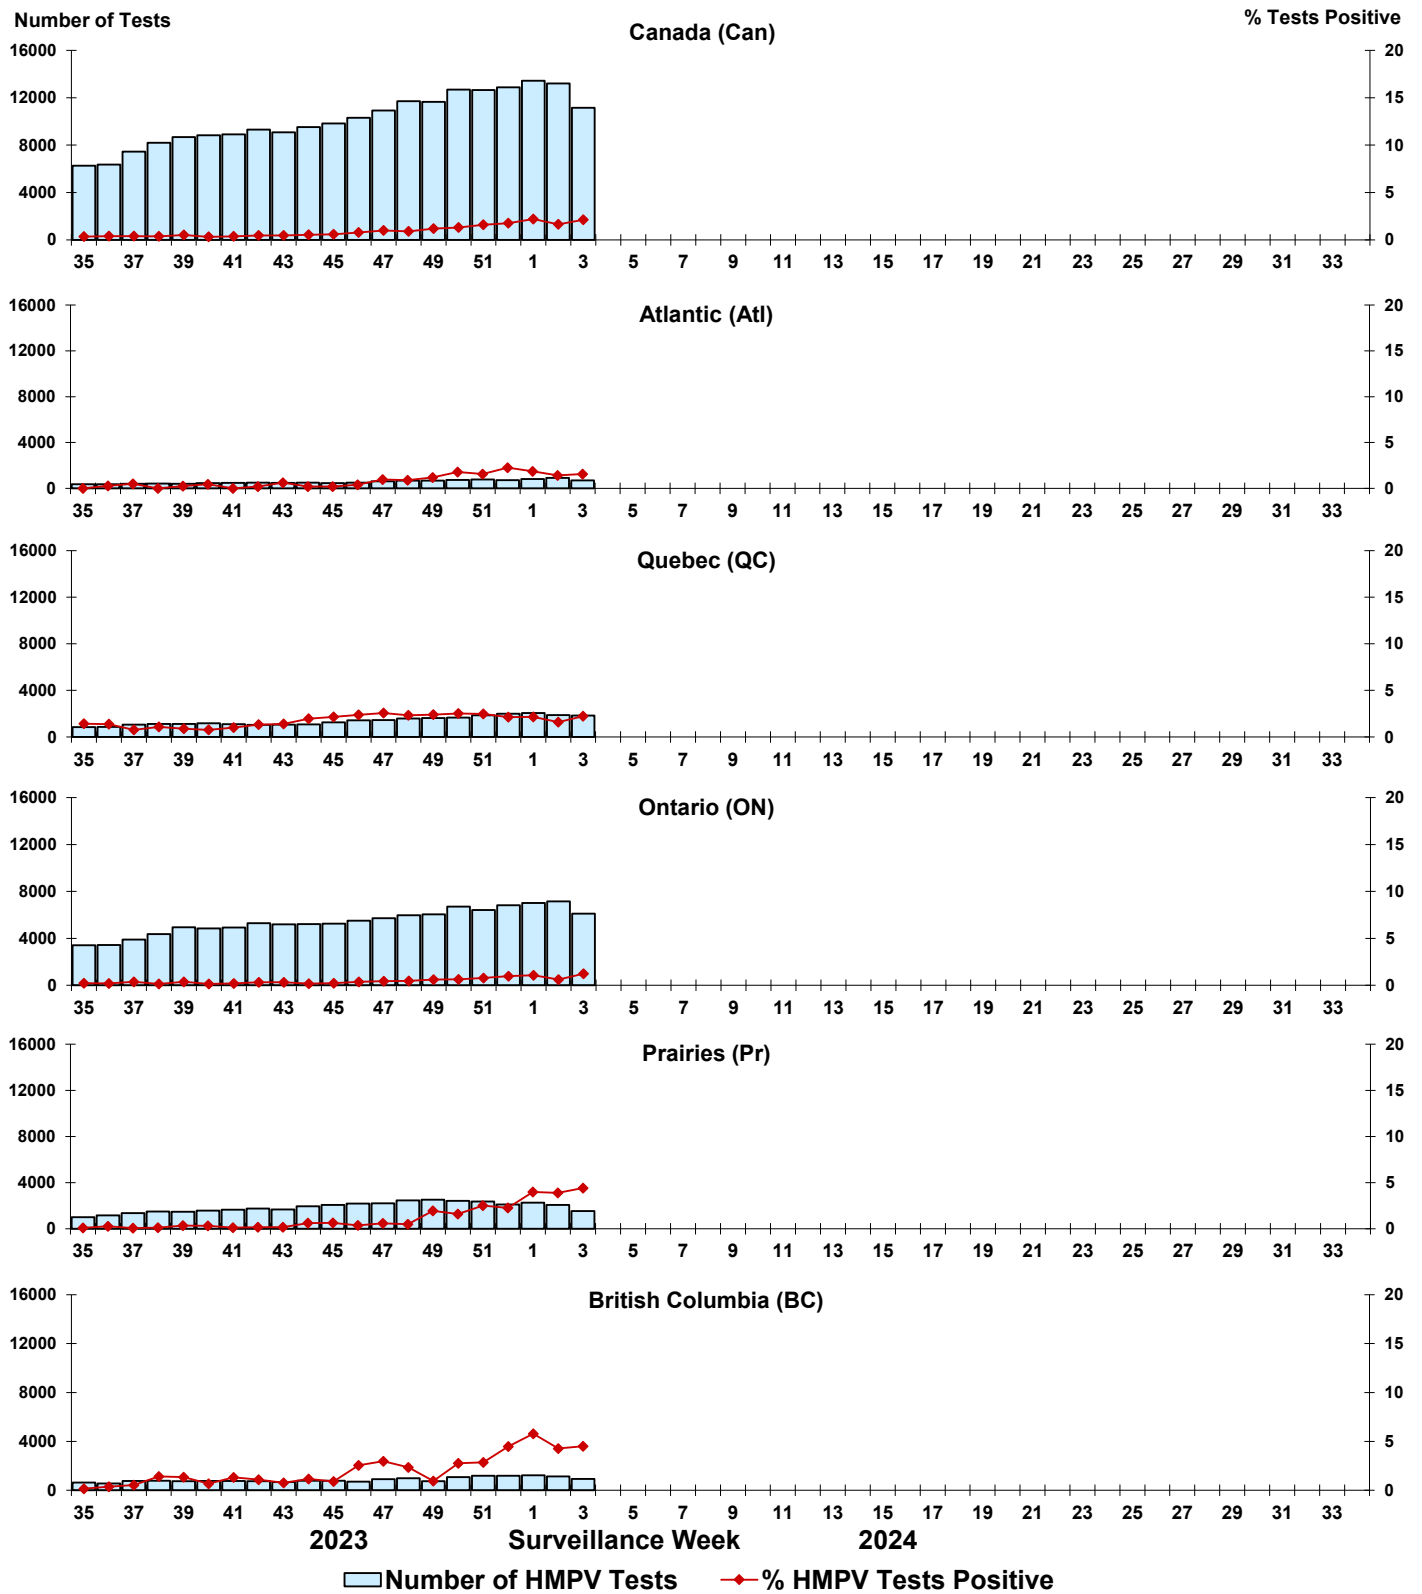 Number of Tests % Tests Positive
Canada (Can)
16000 20
12000 15
8000 10
4000 5
0 0
35 37 39 41 43 45 47 49 51 1 3 5 7 9 11 13 15 17 19 21 23 25 27 29 31 33
Atlantic (Atl)
16000 20
12000 15
8000 10
4000 5
0 0
35 37 39 41 43 45 47 49 51 1 3 5 7 9 11 13 15 17 19 21 23 25 27 29 31 33
Quebec (QC)
16000 20
12000 15
8000 10
4000 5
0 0
35 37 39 41 43 45 47 49 51 1 3 5 7 9 11 13 15 17 19 21 23 25 27 29 31 33
Ontario (ON)
16000 20
12000 15
8000 10
4000 5
0 0
35 37 39 41 43 45 47 49 51 1 3 5 7 9 11 13 15 17 19 21 23 25 27 29 31 33
Prairies (Pr)
16000 20
12000 15
8000 10
4000 5
0 0
35 37 39 41 43 45 47 49 51 1 3 5 7 9 11 13 15 17 19 21 23 25 27 29 31 33
British Columbia (BC)
16000 20
12000 15
8000 10
4000 5
0 0
35 37 39 41 43 45 47 49 51 1 3 5 7 9 11 13 15 17 19 21 23 25 27 29 31 33
2023 Surveillance Week 2024
Number of HMPV Tests % HMPV Tests Positive